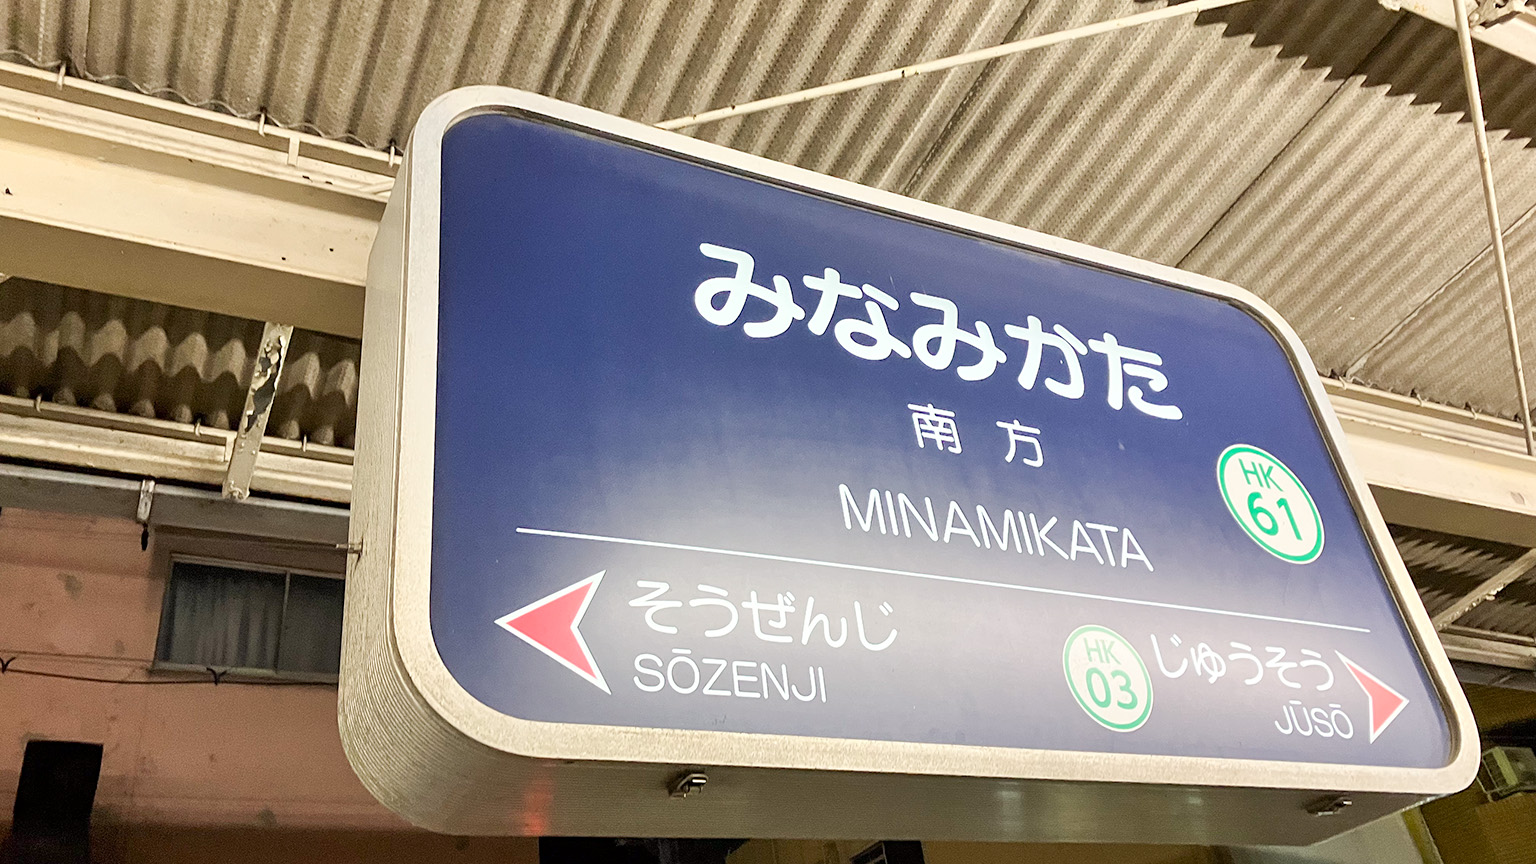 みなみかた
南方
MINAMIKATA
HK
61
そうぜんじ
SŌZENJI
HK
03
じゅうそう
JŪSŌ